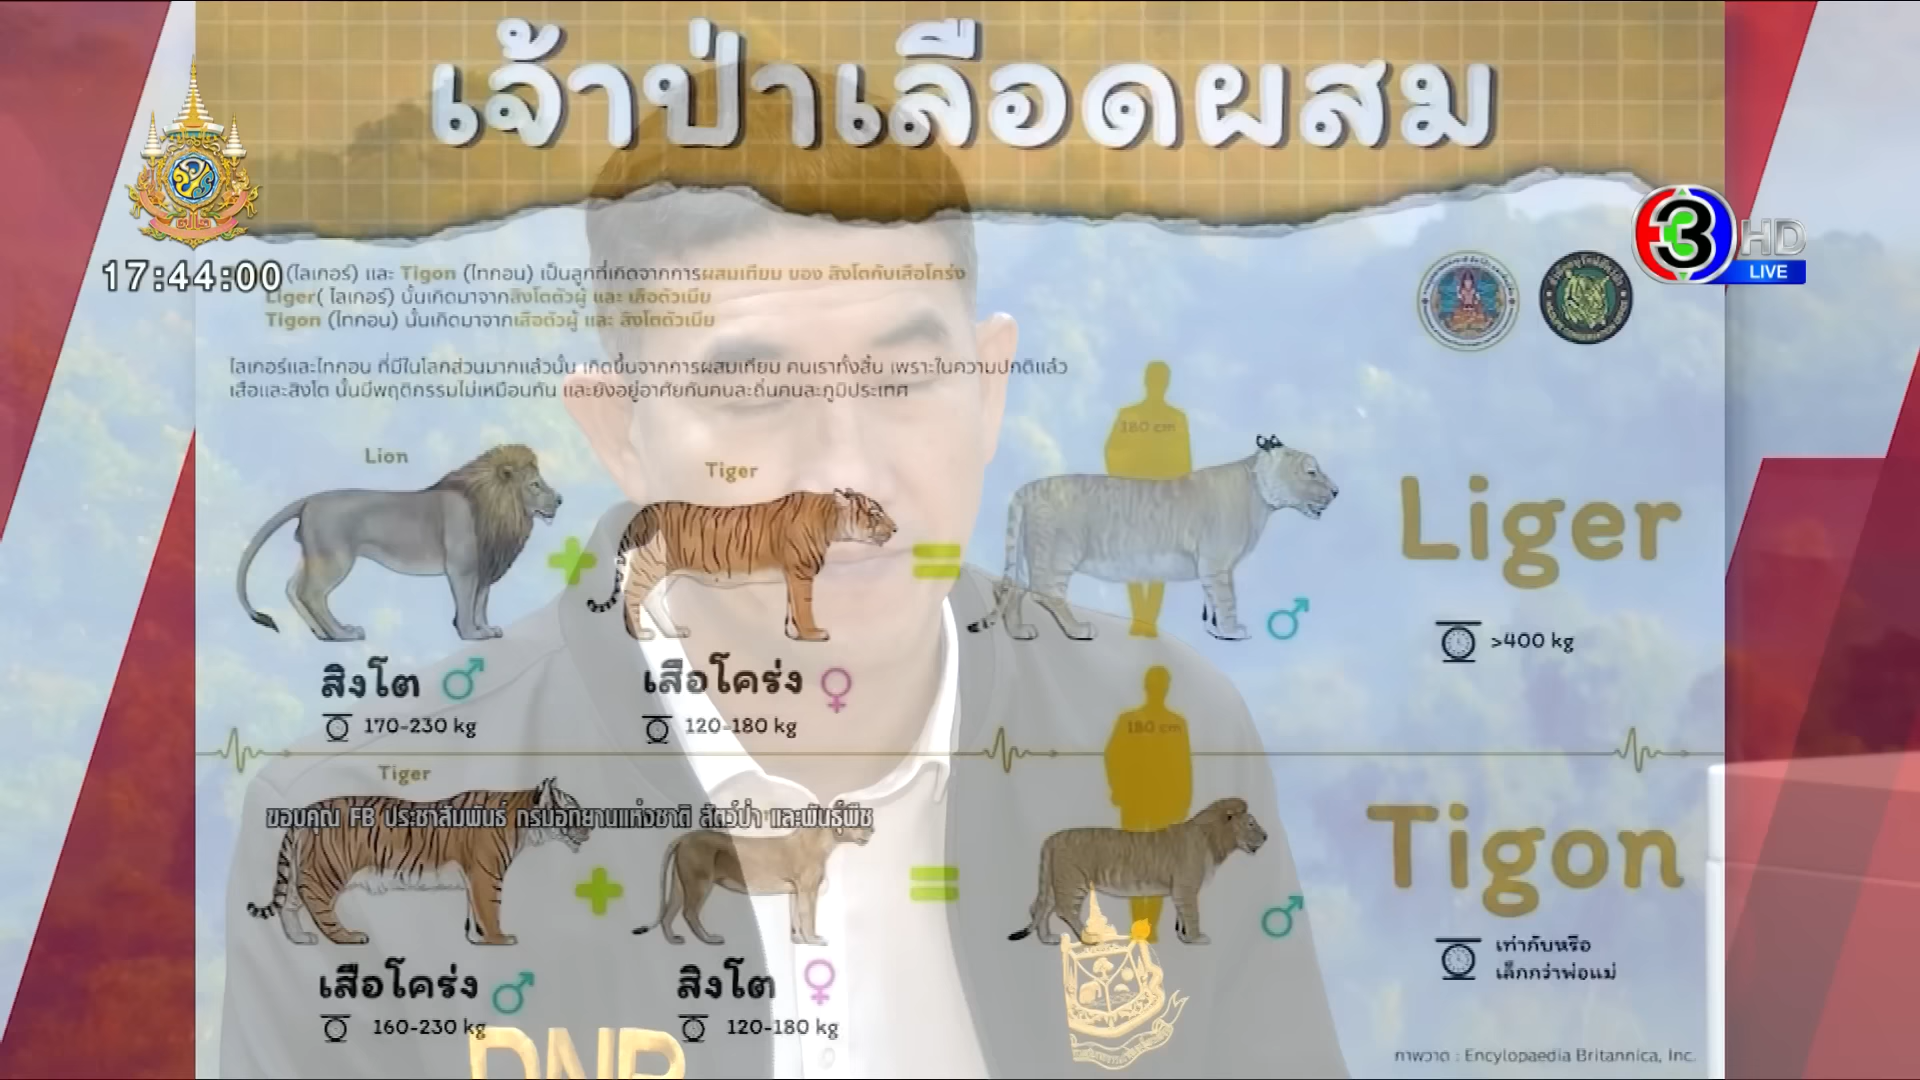 เจ้าป่าเลือดผสม
3 HD
LIVE
17:44:00
(ไลเกอร์) และ Tigon (ไทกอน) เป็นลูกที่เกิดจากการผสมเทียม ของ สิงโตกับเสือโคร่ง
Liger( ไลเกอร์) นั้นเกิดมาจากสิงโตตัวผู้ และ เสือตัวเมีย
Tigon (ไทกอน) นั้นเกิดมาจากเสือตัวผู้ และ สิงโตตัวเมีย
ไลเกอร์และไทกอน ที่มีในโลกส่วนมากแล้วนั้น เกิดขึ้นจากการผสมเทียม คนเราทั้งสิ้น เพราะในความปกติแล้ว
เสือและสิงโต นั้นมีพฤติกรรมไม่เหมือนกัน และยังอยู่อาศัยกันคนละถิ่นคนละภูมิประเทศ
Lion
Tiger
180 cm
Liger
>400 kg
สิงโต ♂
เสือโคร่ง ♀
170-230 kg
120-180 kg
Tiger
180 cm
ขอบคุณ FB ประชาสัมพันธ์ กรมอุทยานแห่งชาติ สัตว์ป่า และพันธุ์พืช
Tigon
เท่ากับหรือ
เล็กกว่าพ่อแม่
เสือโคร่ง ♂
สิงโต ♀
160-230 kg
120-180 kg
DNP
ภาพวาด : Encylopaedia Britannica, Inc.